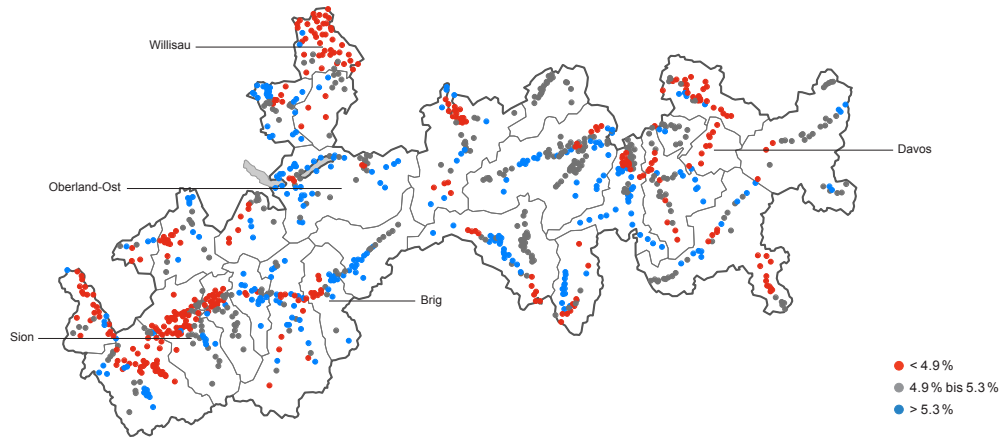 Willisau
Davos
Oberland-Ost
Brig
Sion
< 4.9 %
4.9 % bis 5.3 %
> 5.3 %